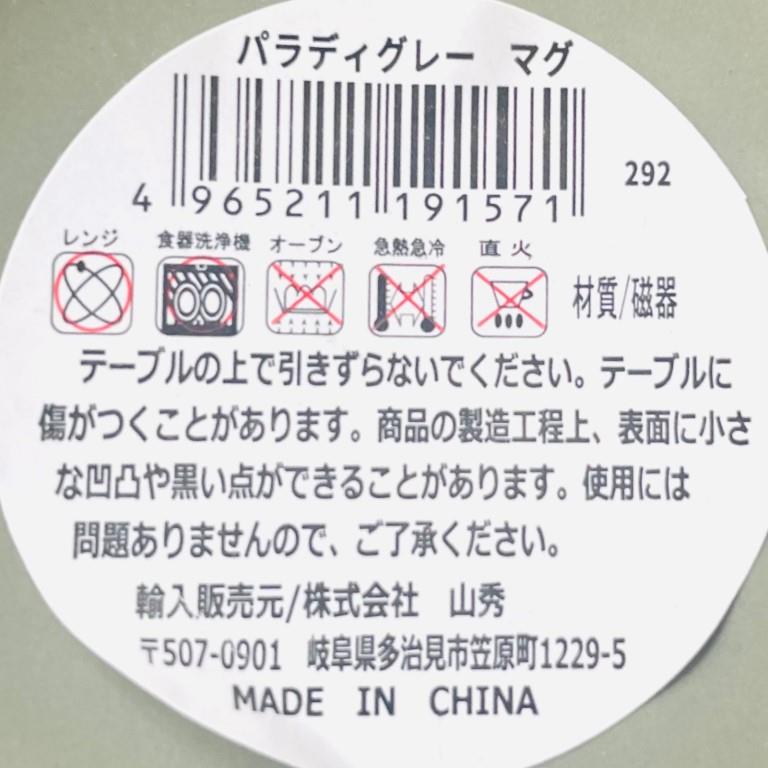 パラディグレー マグ
292
4 965211 191571
レンジ 食器洗浄機 オーブン 急熱急冷 直火
材質/磁器
テーブルの上で引きずらないでください。テーブルに
傷がつくことがあります。商品の製造工程上、表面に小さ
な凹凸や黒い点ができることがあります。使用には
問題ありませんので、ご了承ください。
輸入販売元/株式会社 山秀
〒507-0901 岐阜県多治見市笠原町1229-5
MADE IN CHINA